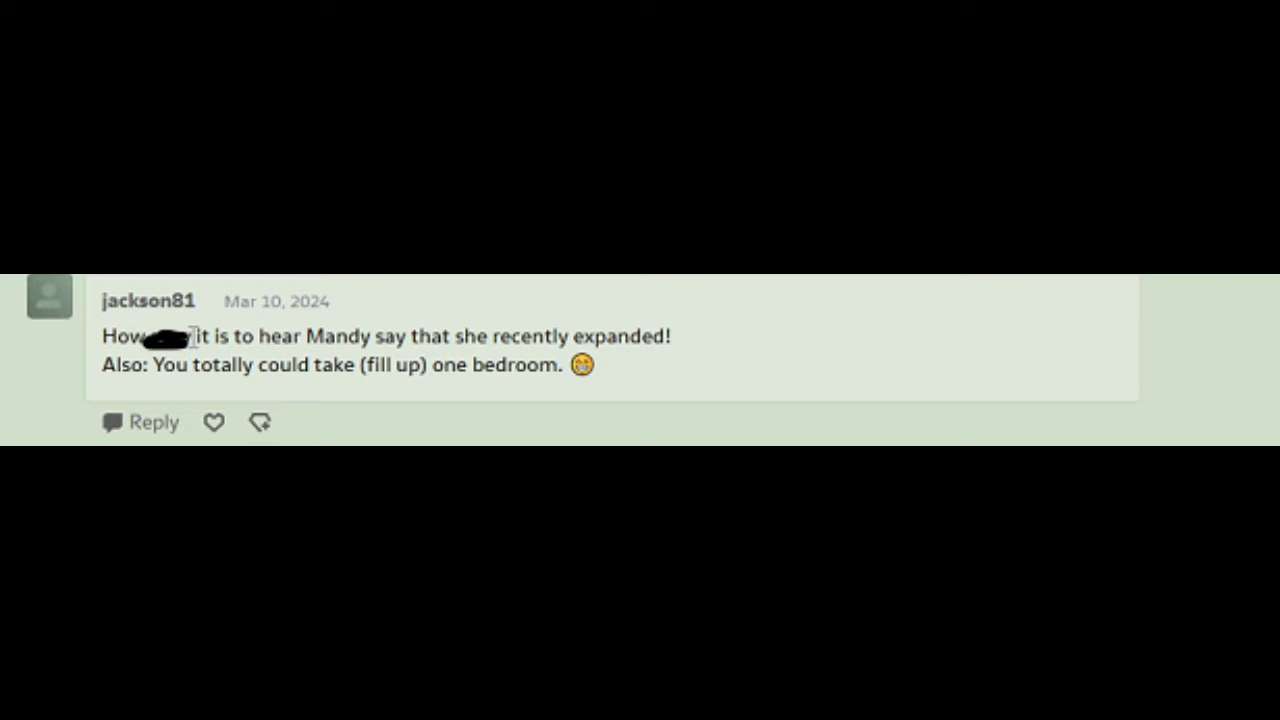 jackson81 Mar 10, 2024
How it is to hear Mandy say that she recently expanded!
Also: You totally could take (fill up) one bedroom. 😁
Reply